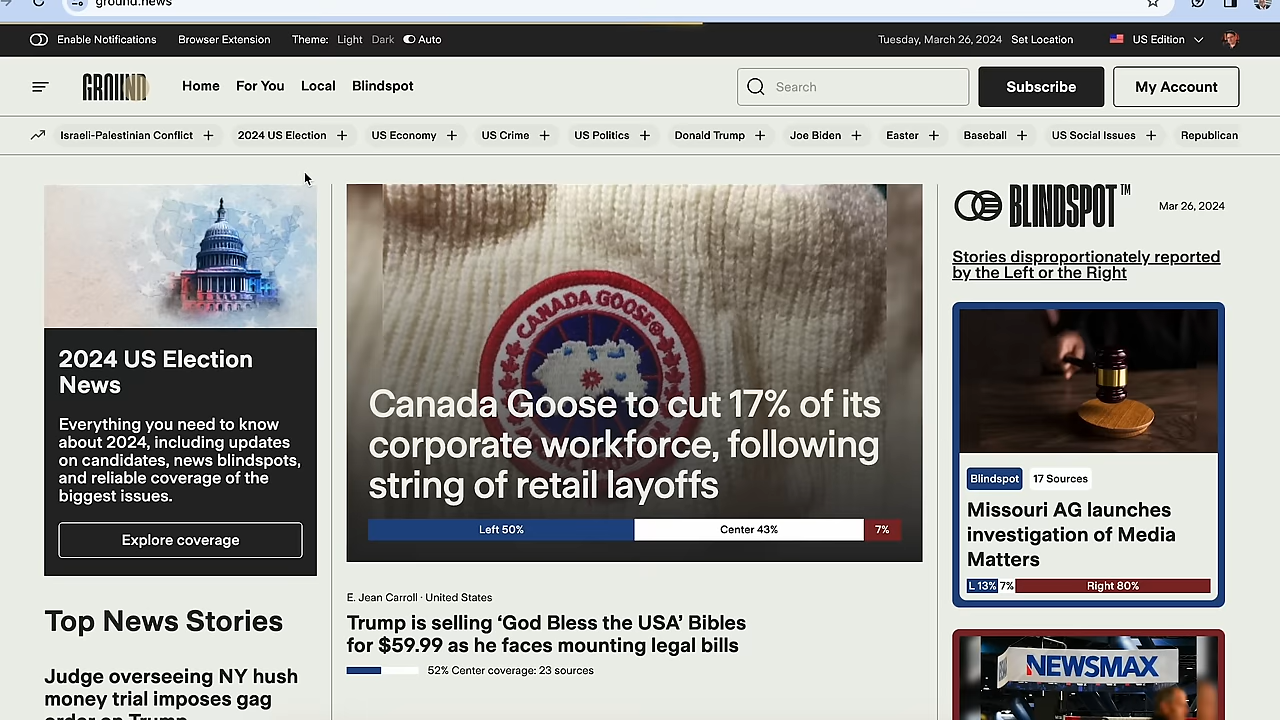 ground.news
Enable Notifications
Browser Extension
Theme: Light Dark Auto
Tuesday, March 26, 2024
Set Location
US Edition
GROUND
Home
For You
Local
Blindspot
Search
Subscribe
My Account
Israeli-Palestinian Conflict +
2024 US Election +
US Economy +
US Crime +
US Politics +
Donald Trump +
Joe Biden +
Easter +
Baseball +
US Social Issues +
Republican
2024 US Election
News
Everything you need to know
about 2024, including updates
on candidates, news blindspots,
and reliable coverage of the
biggest issues.
Explore coverage
Top News Stories
Judge overseeing NY hush
money trial imposes gag
order on Trump
CANADA GOOSE®
Canada Goose to cut 17% of its
corporate workforce, following
string of retail layoffs
Left 50%
Center 43%
7%
E. Jean Carroll · United States
Trump is selling ‘God Bless the USA’ Bibles
for $59.99 as he faces mounting legal bills
52% Center coverage: 23 sources
BLINDSPOT™
Mar 26, 2024
Stories disproportionately reported
by the Left or the Right
Blindspot
17 Sources
Missouri AG launches
investigation of Media
Matters
L 13%
7%
Right 80%
NEWSMAX